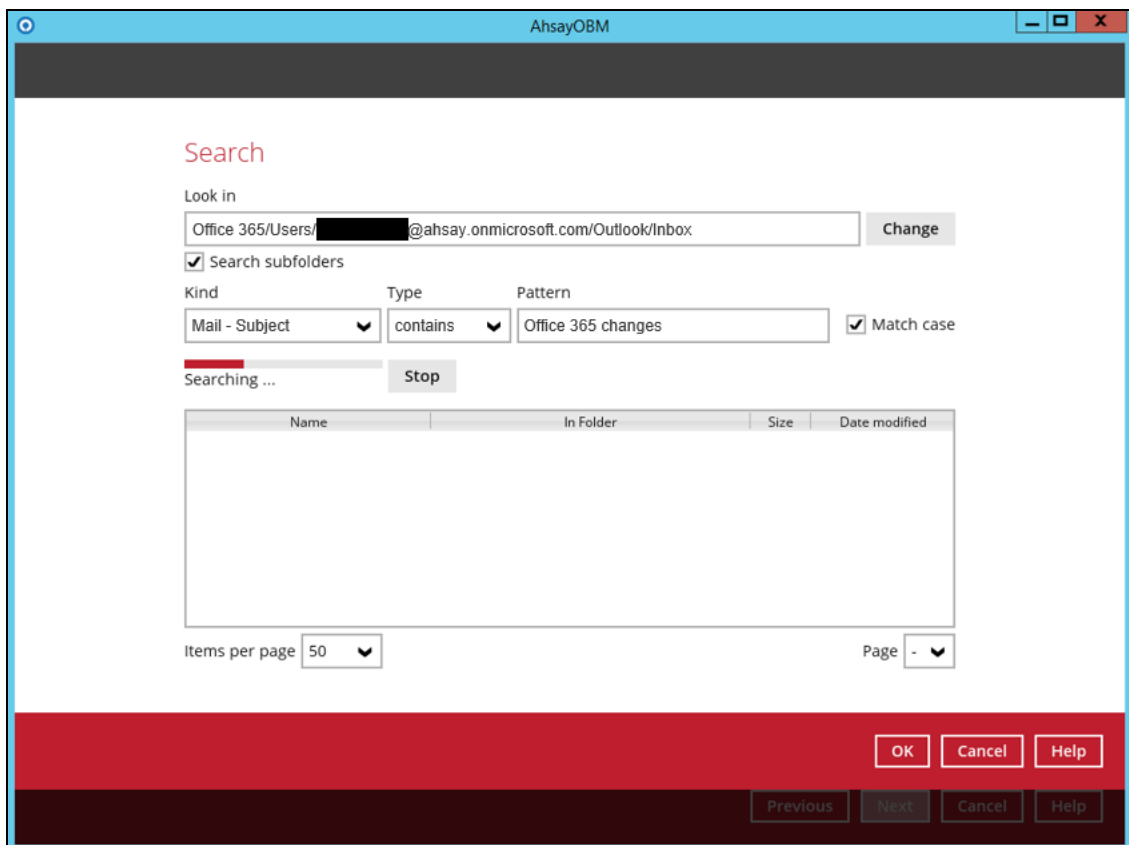 AhsayOBM
Search
Look in
Office 365/Users/ @ahsay.onmicrosoft.com/Outlook/Inbox Change
Search subfolders
Kind Type Pattern
Mail - Subject contains Office 365 changes Match case
Searching ... Stop
Name In Folder Size Date modified
Items per page 50 Page -
OK Cancel Help
Previous Next Cancel Help